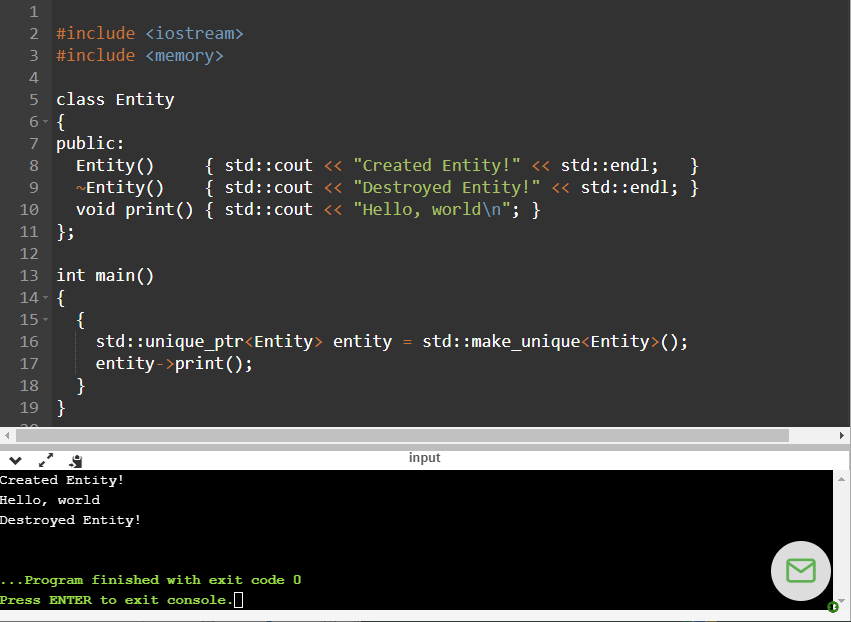 1
2 #include <iostream>
3 #include <memory>
4
5 class Entity
6 {
7 public:
8 Entity() { std::cout << "Created Entity!" << std::endl; }
9 ~Entity() { std::cout << "Destroyed Entity!" << std::endl; }
10 void print() { std::cout << "Hello, world\n"; }
11 };
12
13 int main()
14 {
15 {
16 std::unique_ptr<Entity> entity = std::make_unique<Entity>();
17 entity->print();
18 }
19 }
input
Created Entity!
Hello, world
Destroyed Entity!
...Program finished with exit code 0
Press ENTER to exit console.